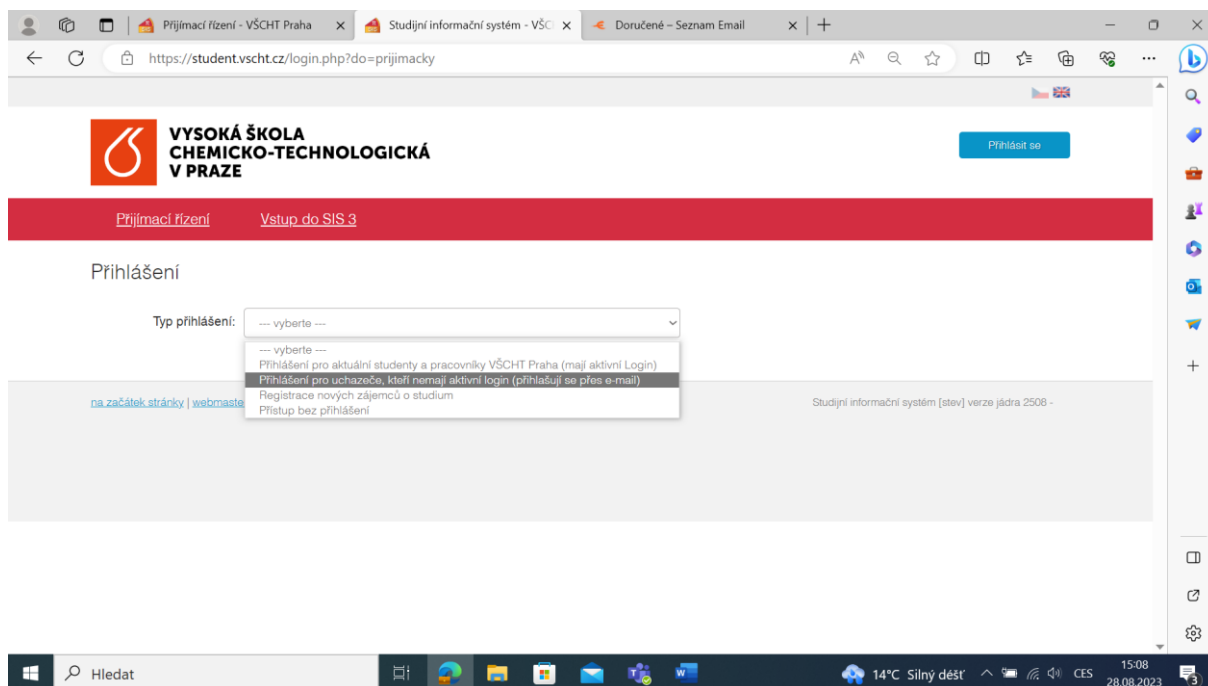 Přijímací řízení - VŠCHT Praha
Studijní informační systém - VŠC
Doručené – Seznam Email
https://student.vscht.cz/login.php?do=prijimacky
VYSOKÁ ŠKOLA
CHEMICKO-TECHNOLOGICKÁ
V PRAZE
Přihlásit se
Přijímací řízení Vstup do SIS 3
Přihlášení
Typ přihlášení: --- vyberte ---
--- vyberte ---
Přihlášení pro aktuální studenty a pracovníky VŠCHT Praha (mají aktivní Login)
Přihlášení pro uchazeče, kteří nemají aktivní login (přihlašují se přes e-mail)
Registrace nových zájemců o studium
Přístup bez přihlášení
na začátek stránky | webmaste
Studijní informační systém [stev] verze jádra 2508 -
Hledat
14°C Silný déšť
CES
15:08
28.08.2023
3